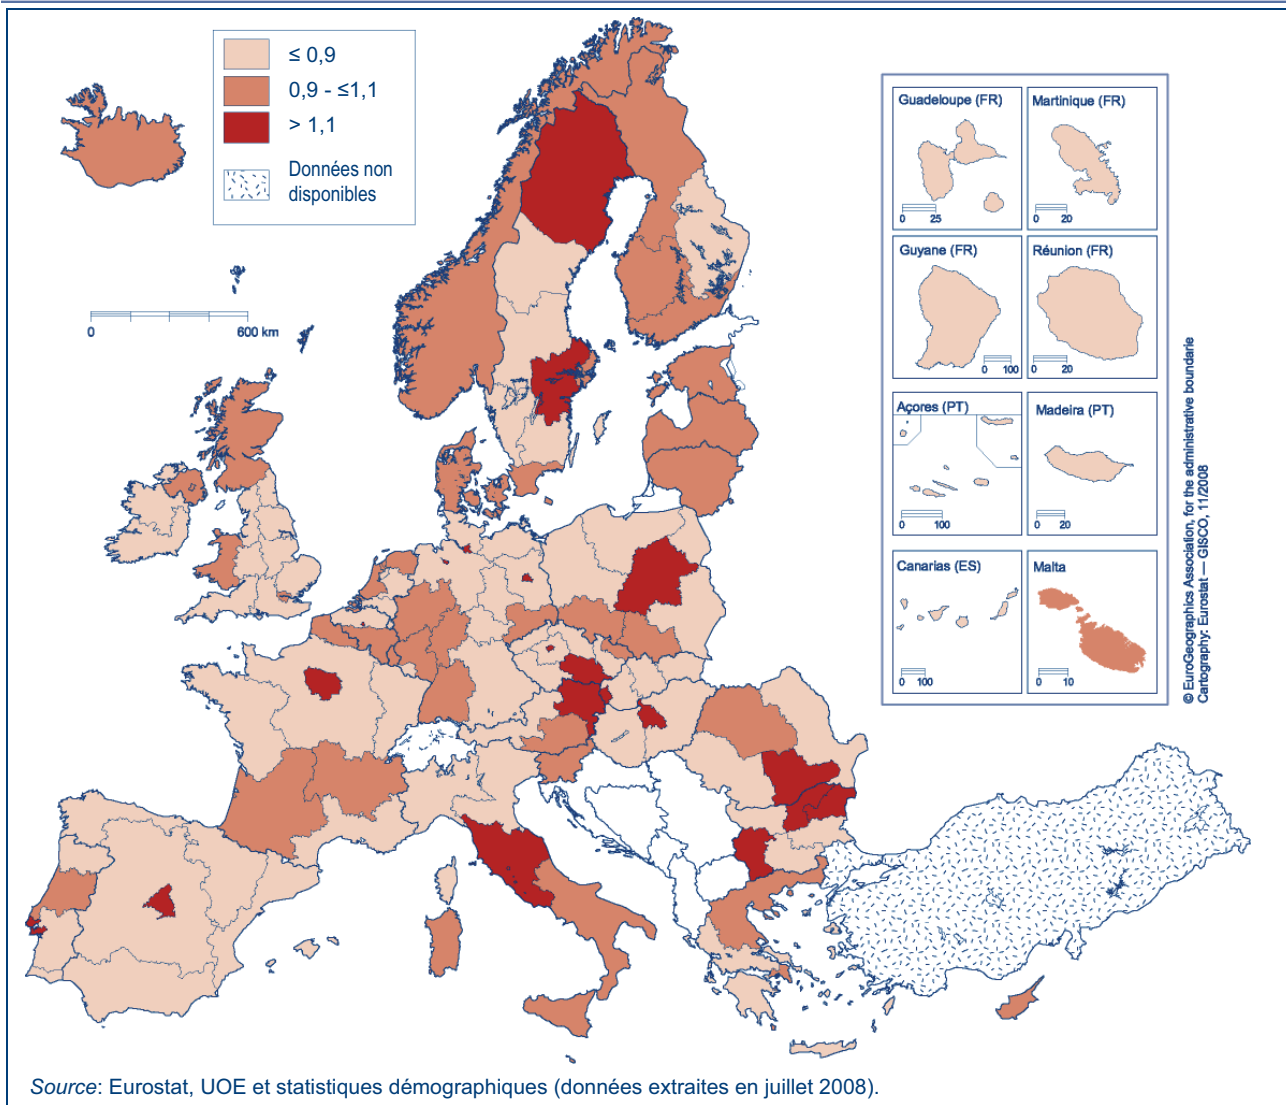 ≤ 0,9
0,9 - ≤1,1
> 1,1
Données non
disponibles
0
600 km
Guadeloupe (FR)
0
25
Martinique (FR)
0
20
Guyane (FR)
0
100
Réunion (FR)
0
20
Açores (PT)
0
100
Madeira (PT)
0
20
Canarias (ES)
0
100
Malta
0
10
© EuroGeographics Association, for the administrative boundarie
Cartography: Eurostat — GISCO, 11/2008
Source: Eurostat, UOE et statistiques démographiques (données extraites en juillet 2008).